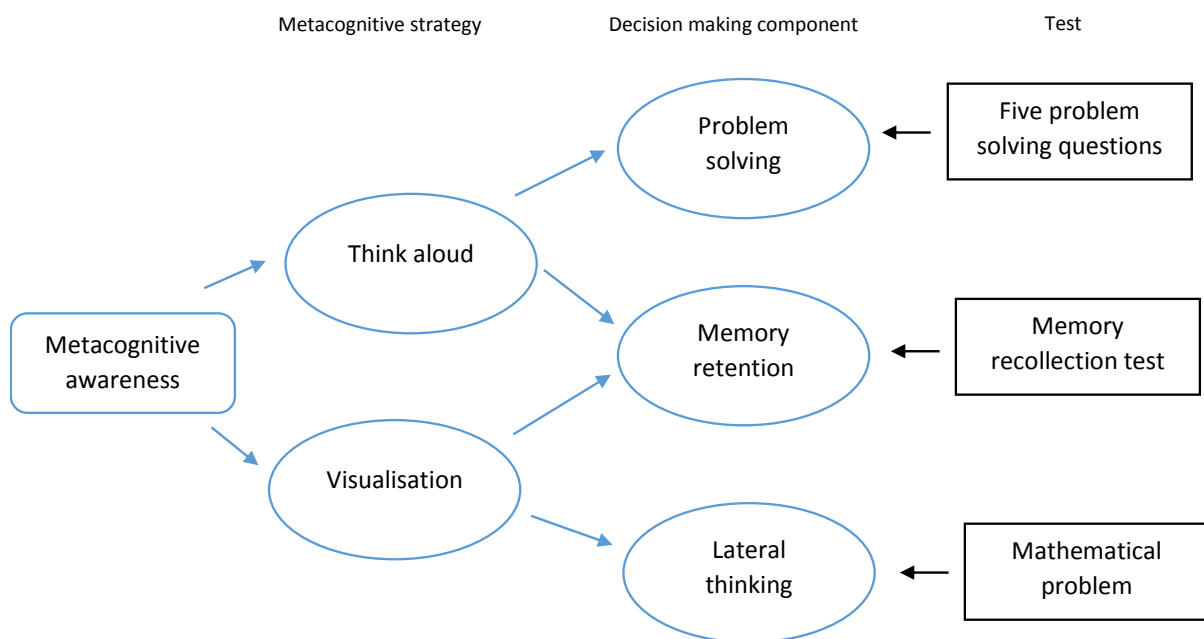 Metacognitive strategy
Decision making component
Test
Problem
solving
Five problem
solving questions
Think aloud
Metacognitive
awareness
Memory
retention
Memory
recollection test
Visualisation
Lateral
thinking
Mathematical
problem